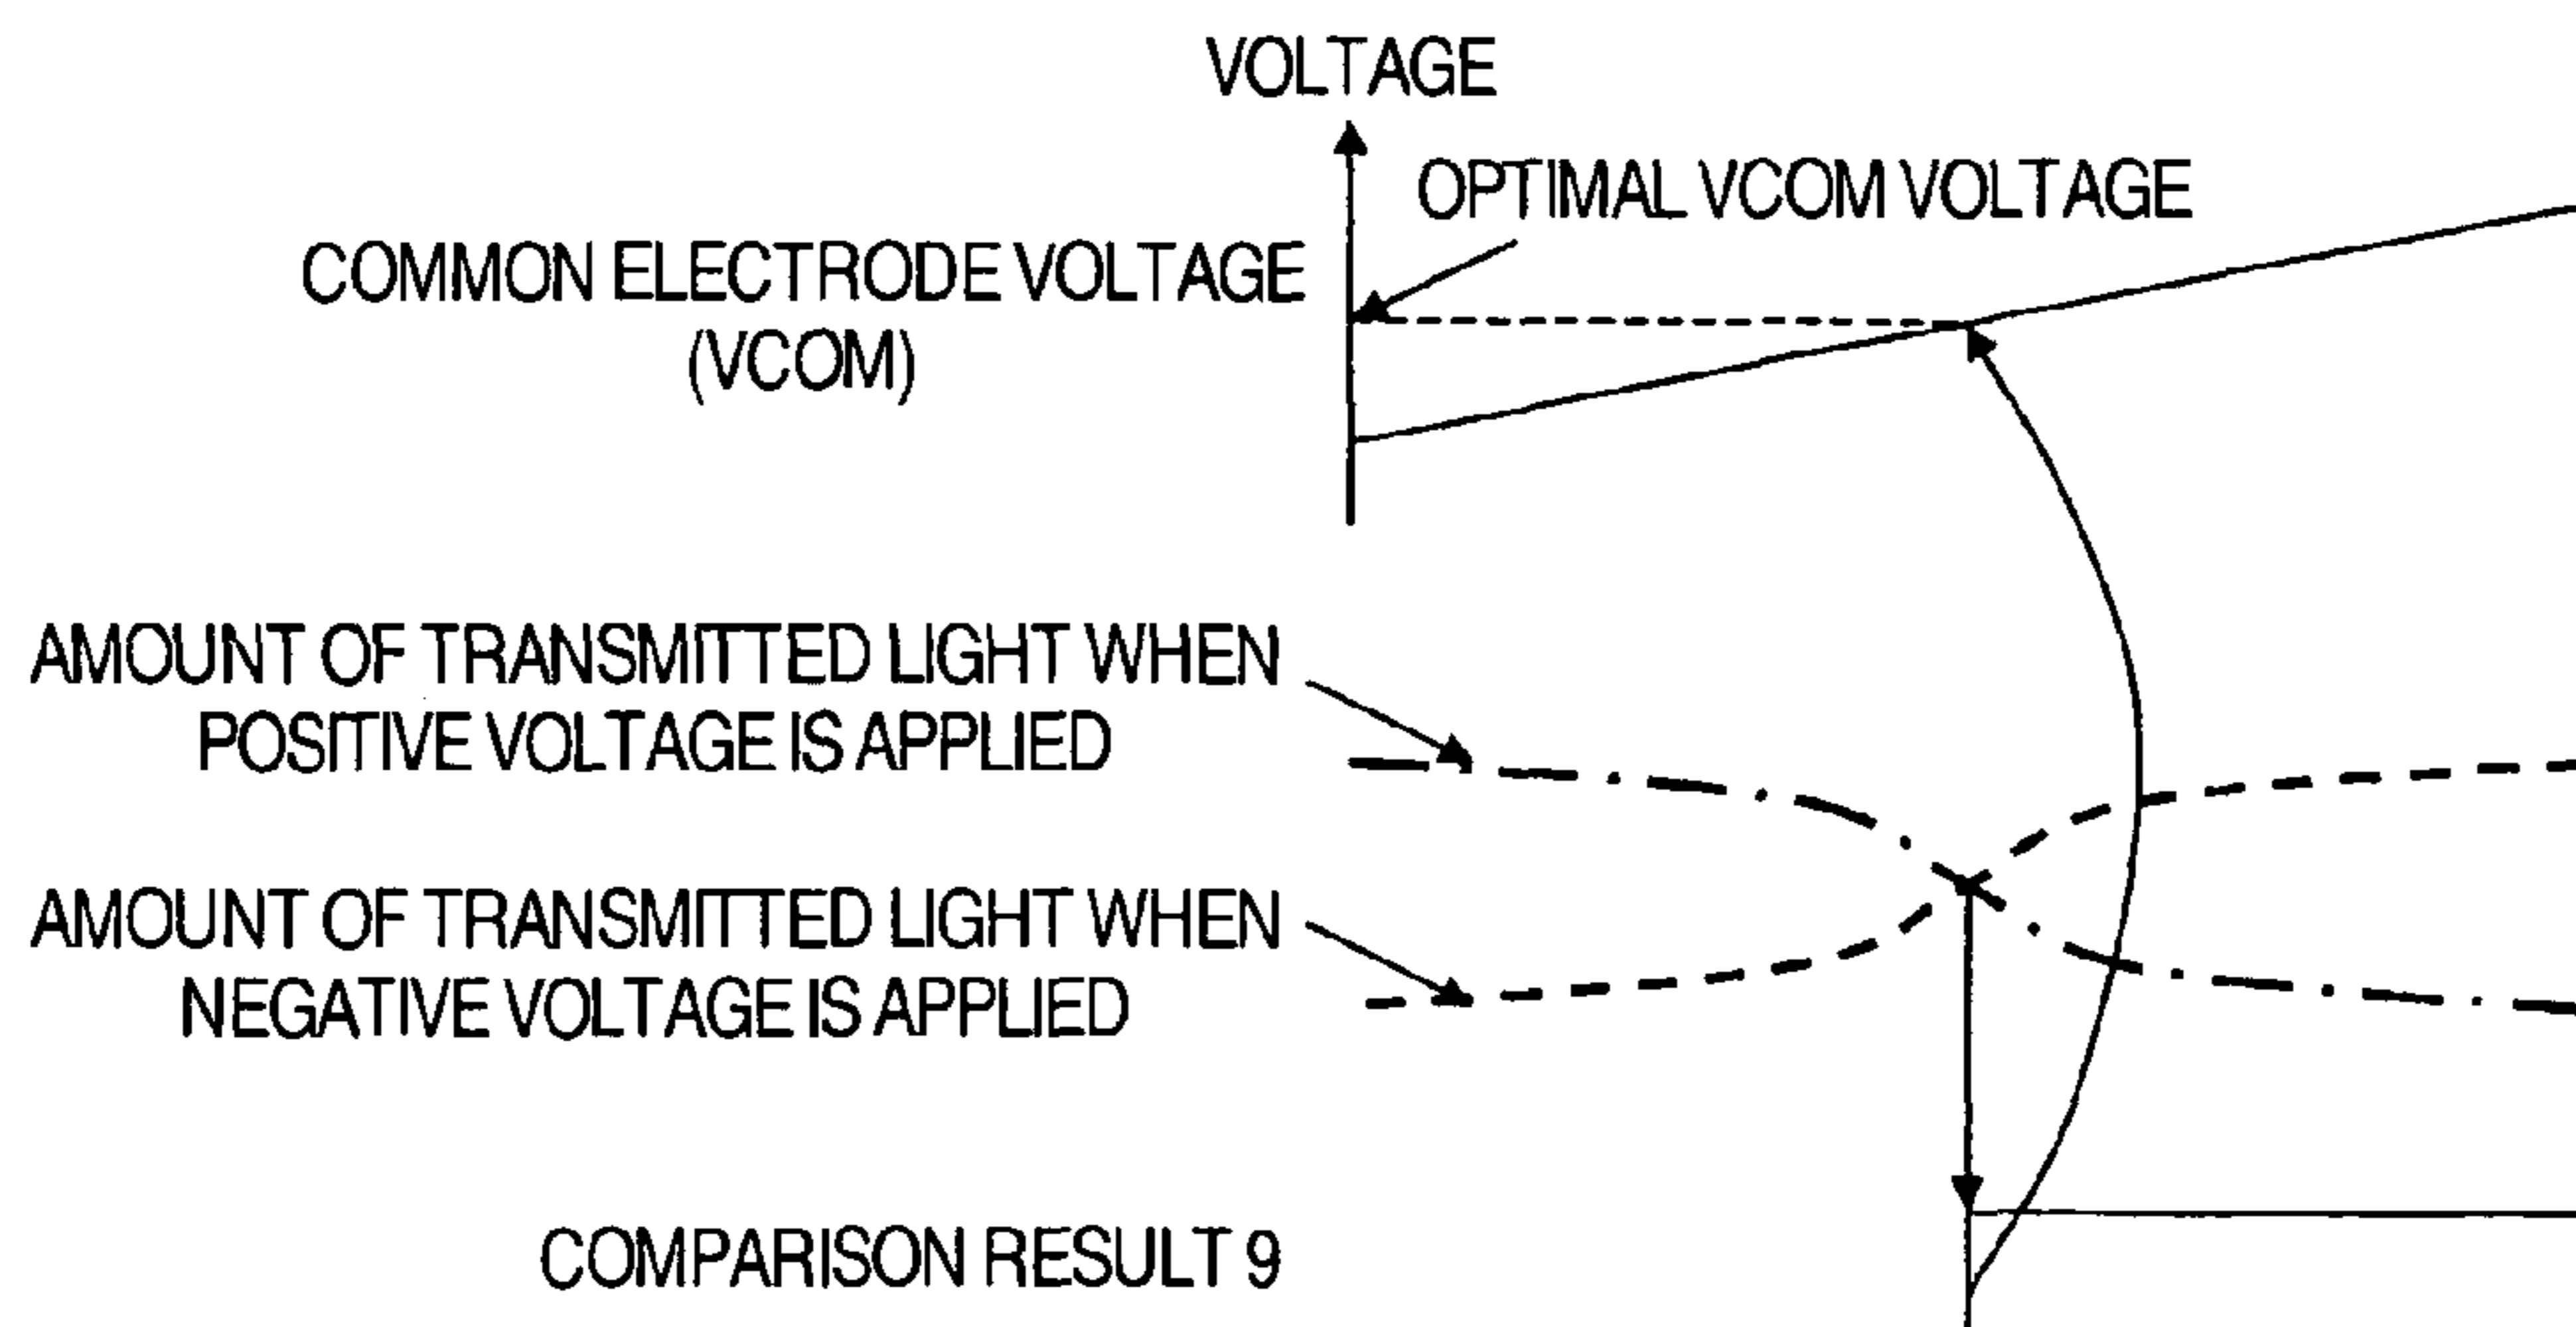 VOLTAGE
OPTIMAL VCOM VOLTAGE
COMMON ELECTRODE VOLTAGE
(VCOM)
AMOUNT OF TRANSMITTED LIGHT WHEN
POSITIVE VOLTAGE IS APPLIED
AMOUNT OF TRANSMITTED LIGHT WHEN
NEGATIVE VOLTAGE IS APPLIED
COMPARISON RESULT 9